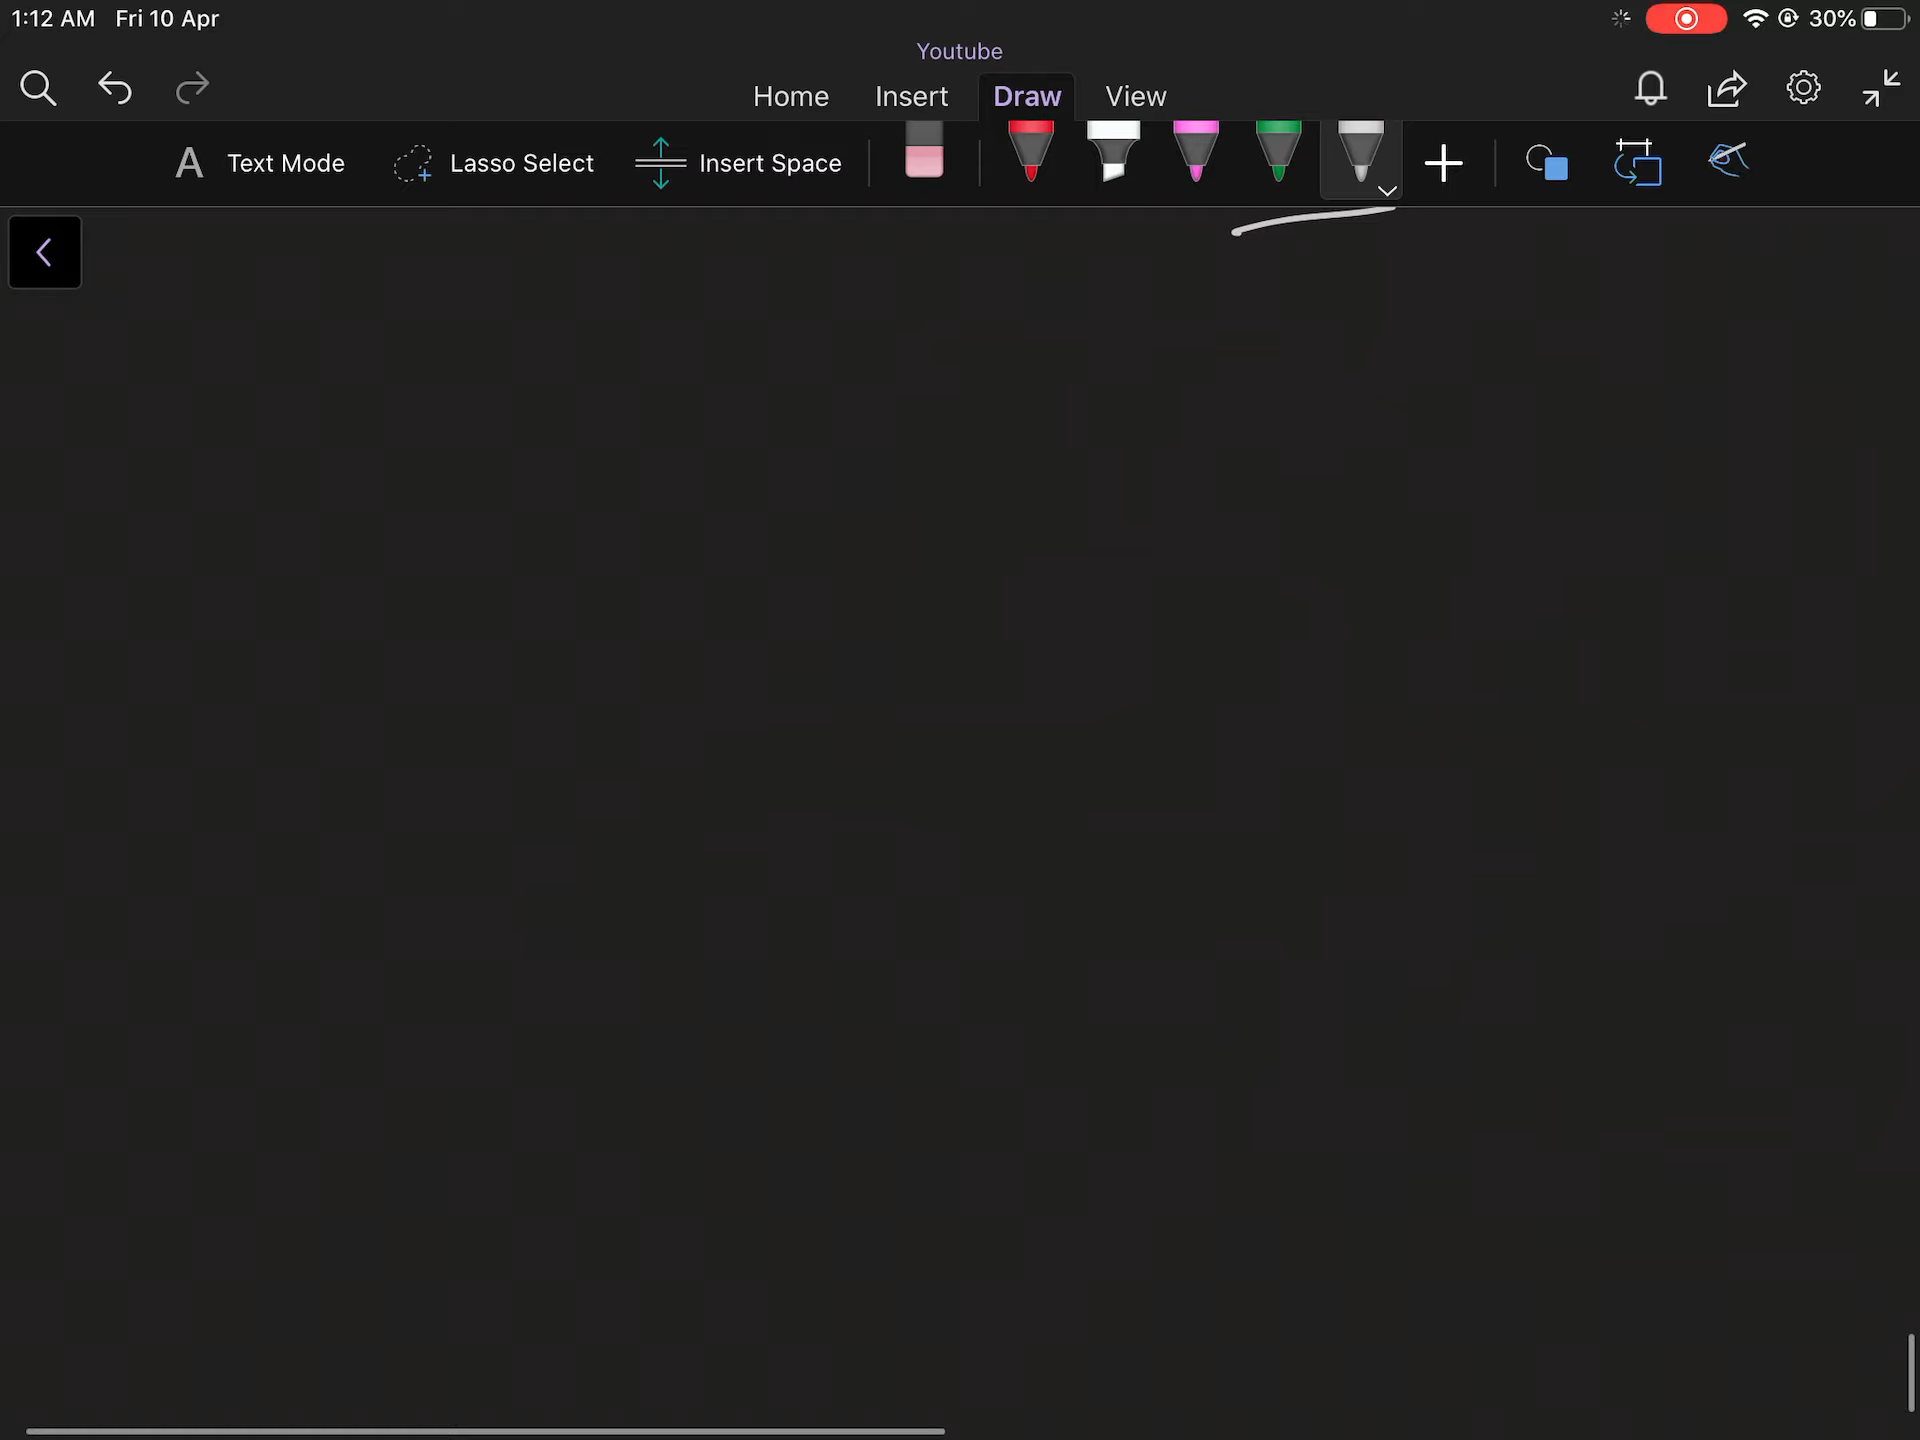 1:12 AM Fri 10 Apr 30%
Youtube
Home Insert Draw View
A Text Mode Lasso Select Insert Space